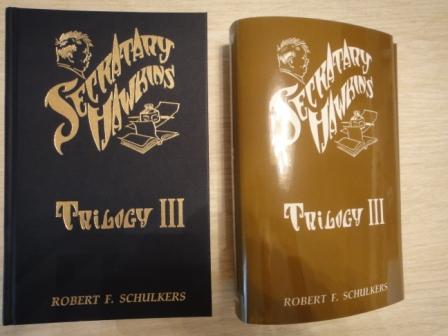 SECKATARY
HAWKINS
TRILOGY III
ROBERT F. SCHULKERS
SECKATARY
HAWKINS
TRILOGY III
ROBERT F. SCHULKERS